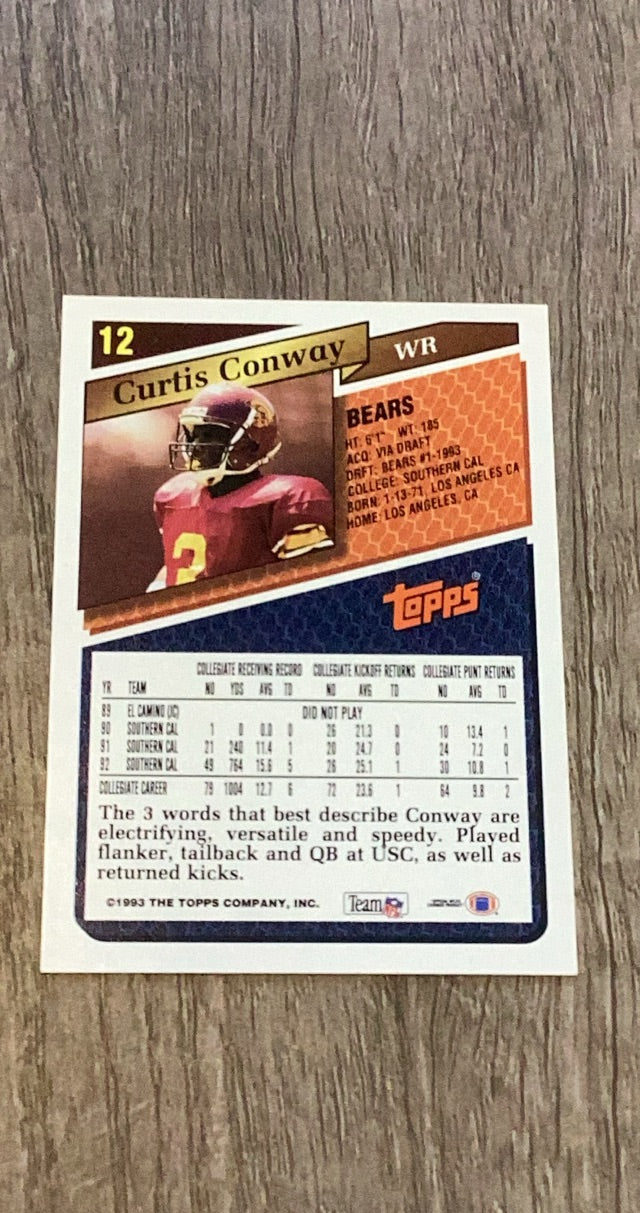 12
Curtis Conway
WR
BEARS
HT: 6'1" WT: 185
ACQ: VIA DRAFT
DRFT: BEARS #1-1993
COLLEGE: SOUTHERN CAL
BORN: 1-13-71, LOS ANGELES CA
HOME: LOS ANGELES, CA
3
topps®
COLLEGIATE RECEIVING RECORD COLLEGIATE KICKOFF RETURNS COLLEGIATE PUNT RETURNS
YR TEAM NO YDS AVG TD NO AVG TD NO AVG TD
89 EL CAMINO (JC) DID NOT PLAY
90 SOUTHERN CAL 1 0 0.0 0 26 21.3 0 10 13.4 1
91 SOUTHERN CAL 21 240 11.4 1 20 24.7 0 24 7.2 0
92 SOUTHERN CAL 49 764 15.6 5 26 25.1 1 30 10.8 1
COLLEGIATE CAREER 79 1004 12.7 6 72 23.6 1 64 9.8 2
The 3 words that best describe Conway are
electrifying, versatile and speedy. Played
flanker, tailback and QB at USC, as well as
returned kicks.
©1993 THE TOPPS COMPANY, INC. Team NFL